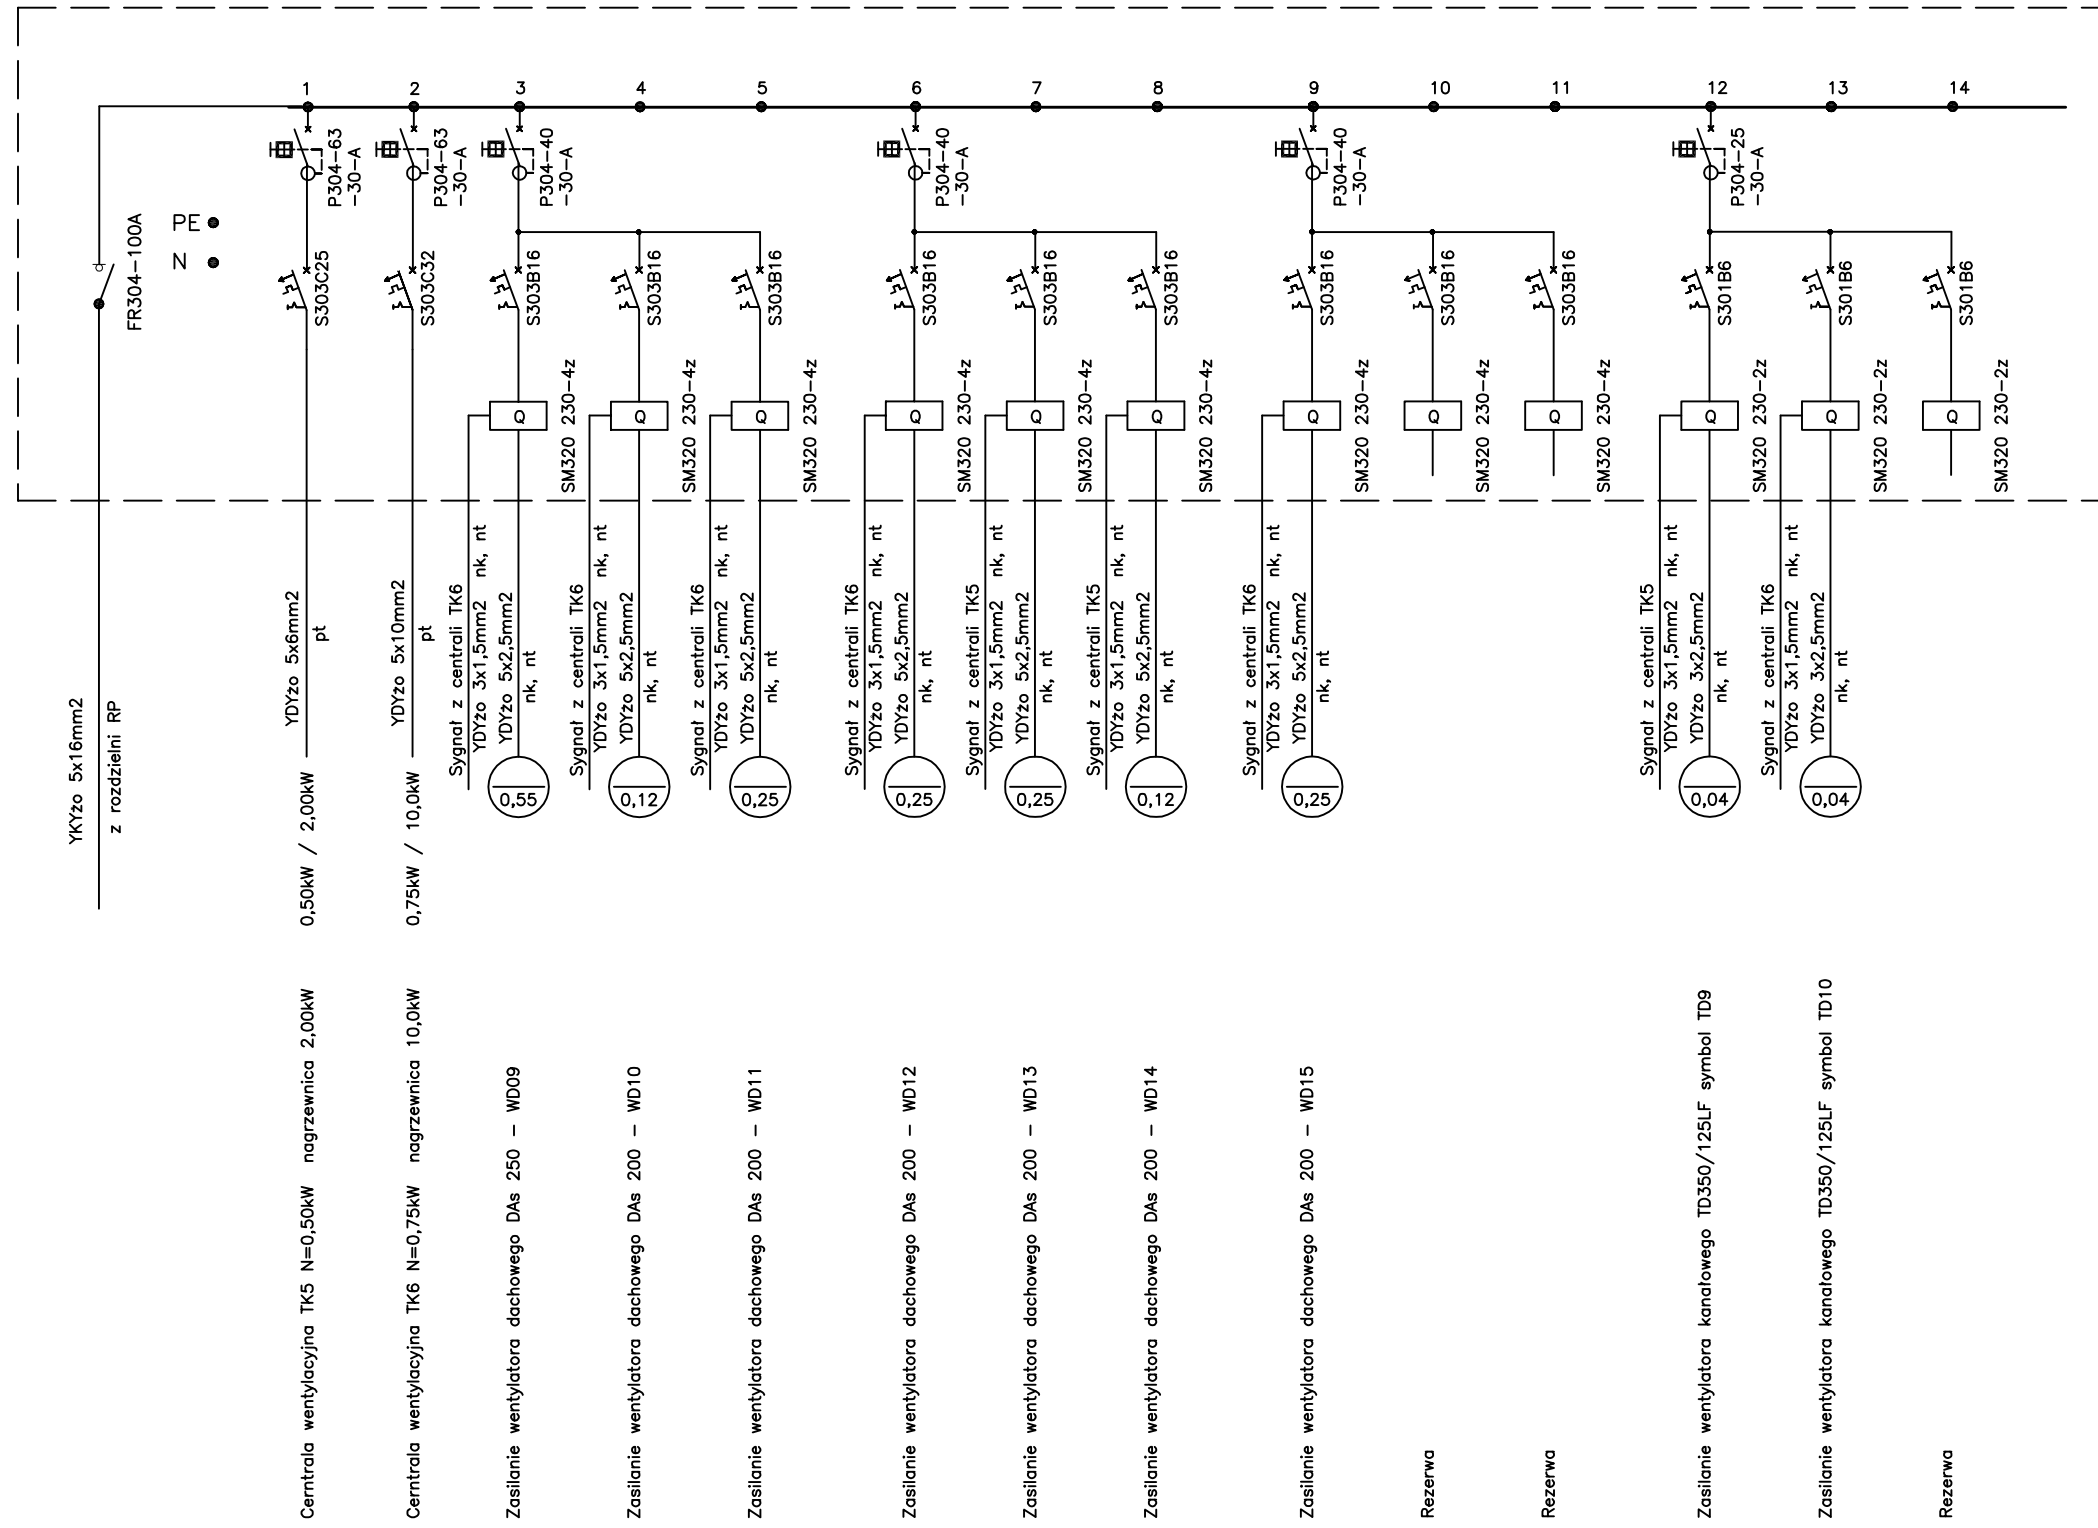 1
2
3
4
5
6
7
8
9
10
11
12
13
14
P304-63
-30-A
P304-63
-30-A
P304-40
-30-A
P304-40
-30-A
P304-40
-30-A
P304-25
-30-A
PE
N
FR304-100A
S303C25
S303C32
S303B16
S303B16
S303B16
S303B16
S303B16
S303B16
S303B16
S303B16
S303B16
S301B6
S301B6
S301B6
Q
Q
Q
Q
Q
Q
Q
Q
Q
Q
Q
Q
SM320 230-4z
SM320 230-4z
SM320 230-4z
SM320 230-4z
SM320 230-4z
SM320 230-4z
SM320 230-4z
SM320 230-4z
SM320 230-4z
SM320 230-2z
SM320 230-2z
SM320 230-2z
YKYżo 5x16mm2
z rozdzielni RP
YDYżo 5x6mm2
pt
YDYżo 5x10mm2
pt
Sygnał z centrali TK6
YDYżo 3x1,5mm2 nk, nt
YDYżo 5x2,5mm2
nk, nt
Sygnał z centrali TK6
YDYżo 3x1,5mm2 nk, nt
YDYżo 5x2,5mm2
nk, nt
Sygnał z centrali TK6
YDYżo 3x1,5mm2 nk, nt
YDYżo 5x2,5mm2
nk, nt
Sygnał z centrali TK6
YDYżo 3x1,5mm2 nk, nt
YDYżo 5x2,5mm2
nk, nt
Sygnał z centrali TK5
YDYżo 3x1,5mm2 nk, nt
YDYżo 5x2,5mm2
nk, nt
Sygnał z centrali TK5
YDYżo 3x1,5mm2 nk, nt
YDYżo 5x2,5mm2
nk, nt
Sygnał z centrali TK6
YDYżo 3x1,5mm2 nk, nt
YDYżo 5x2,5mm2
nk, nt
Sygnał z centrali TK5
YDYżo 3x1,5mm2 nk, nt
YDYżo 3x2,5mm2
nk, nt
Sygnał z centrali TK6
YDYżo 3x1,5mm2 nk, nt
YDYżo 3x2,5mm2
nk, nt
0,50kW / 2,00kW
0,75kW / 10,0kW
0,55
0,12
0,25
0,25
0,25
0,12
0,25
0,04
0,04
Cerntrala wentylacyjna TK5 N=0,50kW nagrzewnica 2,00kW
Cerntrala wentylacyjna TK6 N=0,75kW nagrzewnica 10,0kW
Zasilanie wentylatora dachowego DAs 250 - WD09
Zasilanie wentylatora dachowego DAs 200 - WD10
Zasilanie wentylatora dachowego DAs 200 - WD11
Zasilanie wentylatora dachowego DAs 200 - WD12
Zasilanie wentylatora dachowego DAs 200 - WD13
Zasilanie wentylatora dachowego DAs 200 - WD14
Zasilanie wentylatora dachowego DAs 200 - WD15
Rezerwa
Rezerwa
Zasilanie wentylatora kanałowego TD350/125LF symbol TD9
Zasilanie wentylatora kanałowego TD350/125LF symbol TD10
Rezerwa